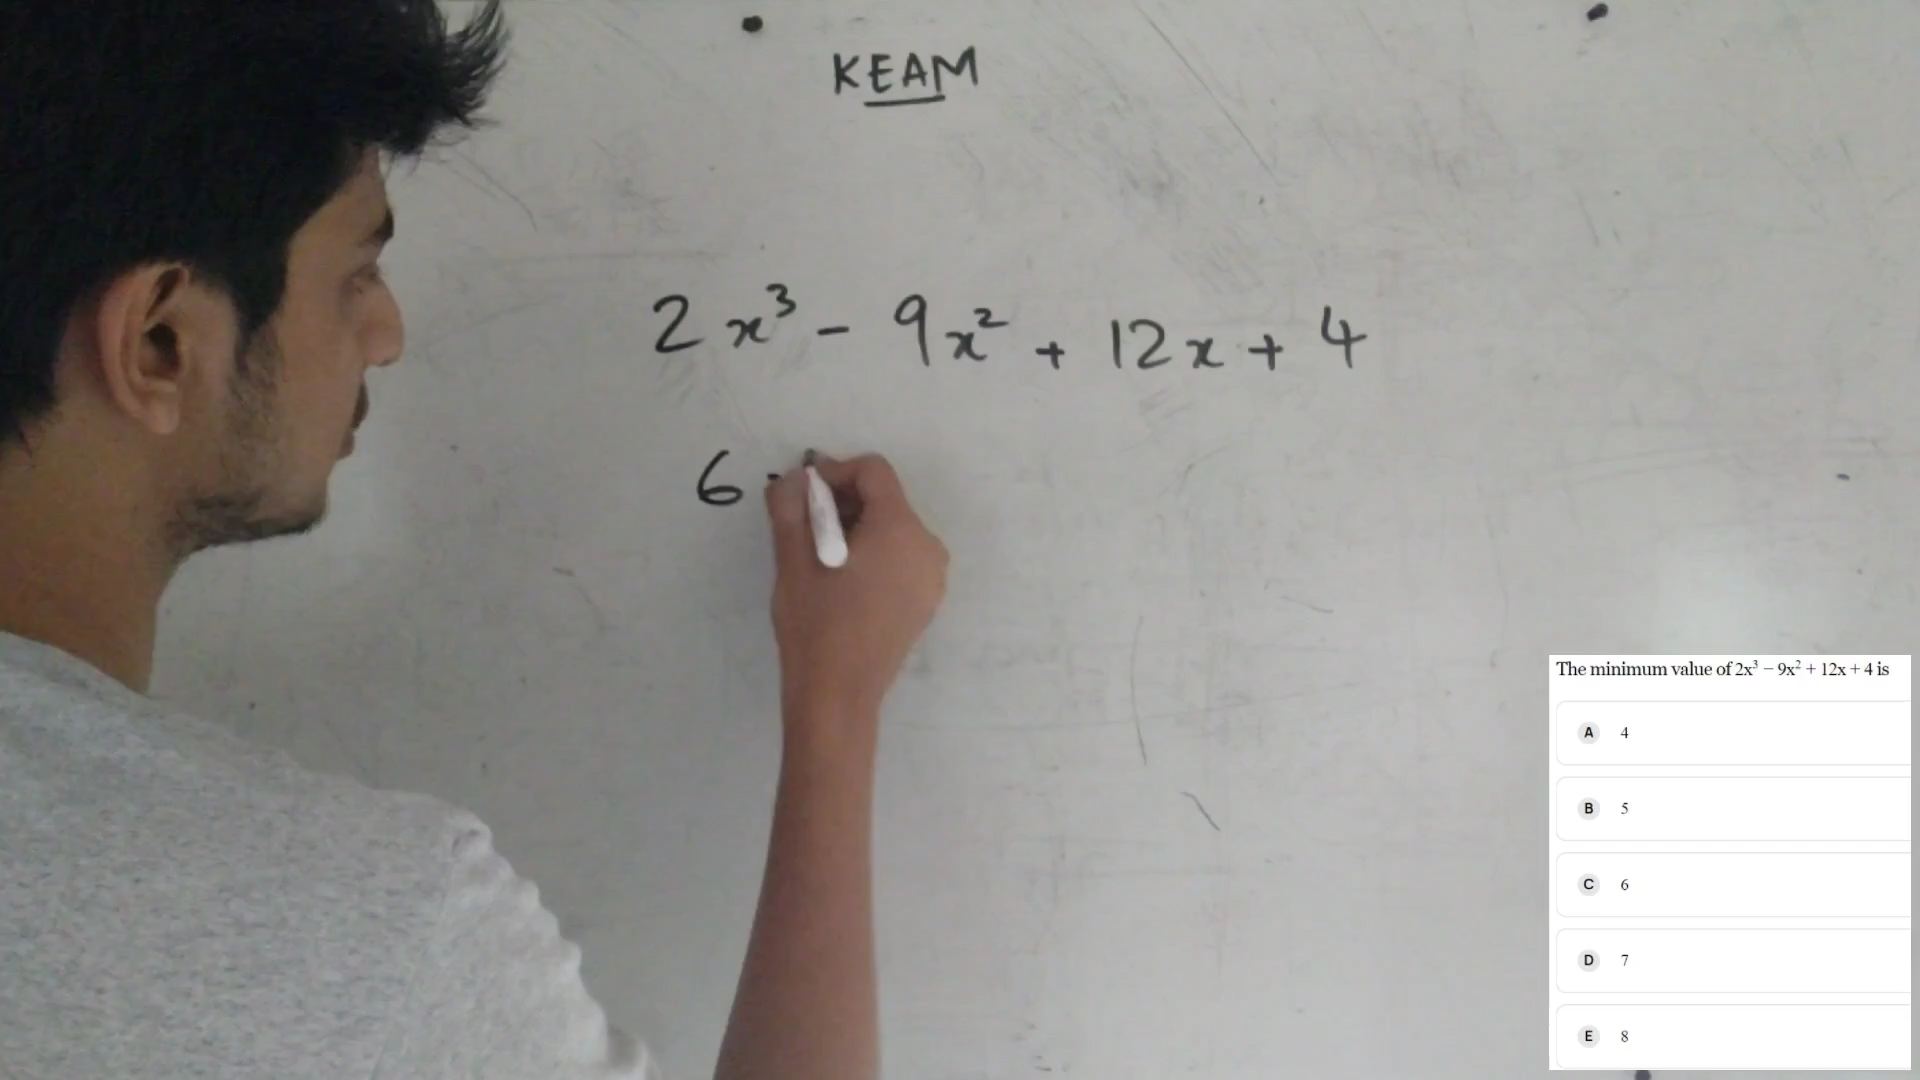 KEAM
2x³ - 9x² + 12x + 4
6
The minimum value of 2x³ − 9x² + 12x + 4 is
A 4
B 5
C 6
D 7
E 8